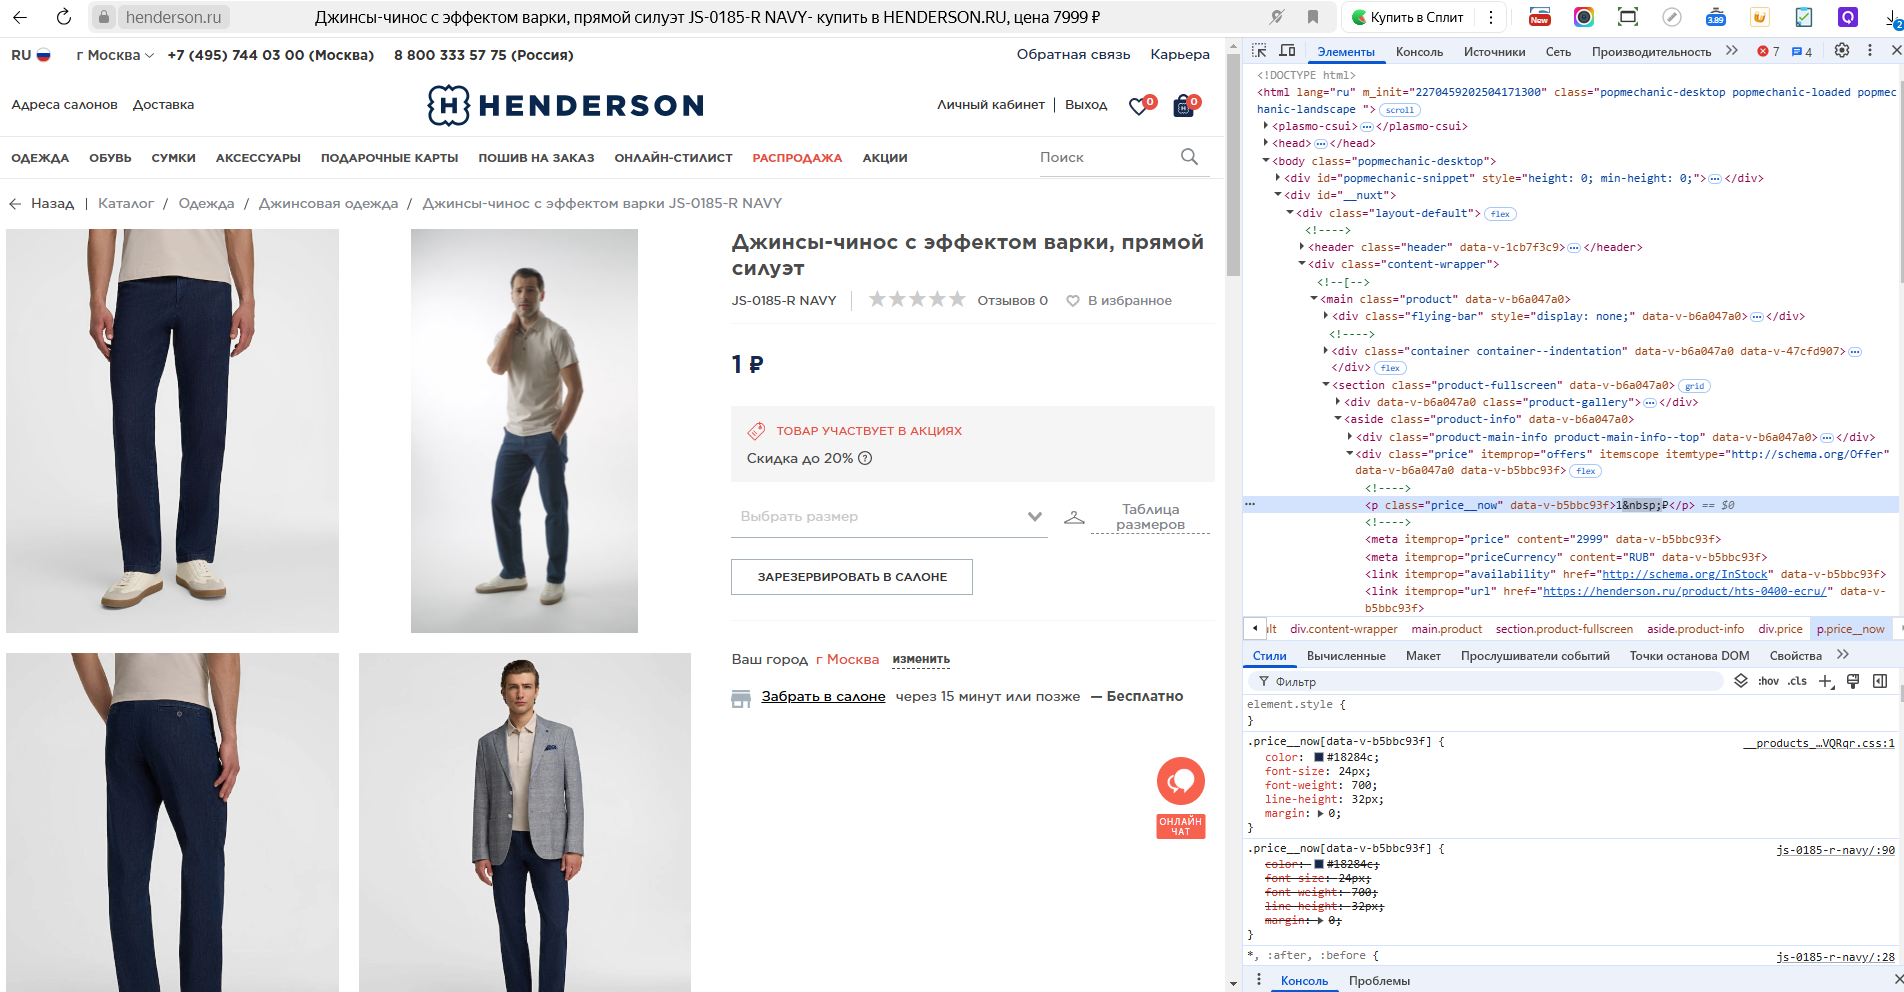 henderson.ru
Джинсы-чинос с эффектом варки, прямой силуэт JS-0185-R NAVY- купить в HENDERSON.RU, цена 7999 ₽
Купить в Сплит
New
3.89
2
RU
г Москва
+7 (495) 744 03 00 (Москва)
8 800 333 57 75 (Россия)
Обратная связь
Карьера
Адреса салонов
Доставка
HENDERSON
Личный кабинет | Выход
0
0
ОДЕЖДА ОБУВЬ СУМКИ АКСЕССУАРЫ ПОДАРОЧНЫЕ КАРТЫ ПОШИВ НА ЗАКАЗ ОНЛАЙН-СТИЛИСТ РАСПРОДАЖА АКЦИИ
Поиск
Назад | Каталог / Одежда / Джинсовая одежда / Джинсы-чинос с эффектом варки JS-0185-R NAVY
Джинсы-чинос с эффектом варки, прямой
силуэт
JS-0185-R NAVY
Отзывов 0
В избранное
1 ₽
ТОВАР УЧАСТВУЕТ В АКЦИЯХ
Скидка до 20% ?
Выбрать размер
Таблица
размеров
ЗАРЕЗЕРВИРОВАТЬ В САЛОНЕ
Ваш город г Москва изменить
Забрать в салоне через 15 минут или позже — Бесплатно
ОНЛАЙН
ЧАТ
Элементы Консоль Источники Сеть Производительность 7 4
<!DOCTYPE html>
<html lang="ru" m_init="2270459202504171300" class="popmechanic-desktop popmechanic-loaded popmec
hanic-landscape "> scroll
<plasmo-csui> … </plasmo-csui>
<head> … </head>
<body class="popmechanic-desktop">
<div id="popmechanic-snippet" style="height: 0; min-height: 0;"> … </div>
<div id="__nuxt">
<div class="layout-default"> flex
<!---->
<header class="header" data-v-1cb7f3c9> … </header>
<div class="content-wrapper">
<!--[-->
<main class="product" data-v-b6a047a0>
<div class="flying-bar" style="display: none;" data-v-b6a047a0> … </div>
<!---->
<div class="container container--indentation" data-v-b6a047a0 data-v-47cfd907> …
</div> flex
<section class="product-fullscreen" data-v-b6a047a0> grid
<div data-v-b6a047a0 class="product-gallery"> … </div>
<aside class="product-info" data-v-b6a047a0>
<div class="product-main-info product-main-info--top" data-v-b6a047a0> … </div>
<div class="price" itemprop="offers" itemscope itemtype="http://schema.org/Offer"
data-v-b6a047a0 data-v-b5bbc93f> flex
<!---->
<p class="price__now" data-v-b5bbc93f>1&nbsp;₽</p> == $0
<!---->
<meta itemprop="price" content="2999" data-v-b5bbc93f>
<meta itemprop="priceCurrency" content="RUB" data-v-b5bbc93f>
<link itemprop="availability" href="http://schema.org/InStock" data-v-b5bbc93f>
<link itemprop="url" href="https://henderson.ru/product/hts-0400-ecru/" data-v-
b5bbc93f>
ult div.content-wrapper main.product section.product-fullscreen aside.product-info div.price p.price__now
Стили Вычисленные Макет Прослушиватели событий Точки останова DOM Свойства
Фильтр
:hov .cls
element.style {
}
.price__now[data-v-b5bbc93f] {
__products_…VQRqr.css:1
color: #18284c;
font-size: 24px;
font-weight: 700;
line-height: 32px;
margin: 0;
}
.price__now[data-v-b5bbc93f] {
js-0185-r-navy/:90
color: #18284c;
font-size: 24px;
font-weight: 700;
line-height: 32px;
margin: 0;
}
*, :after, :before {
js-0185-r-navy/:28
Консоль Проблемы